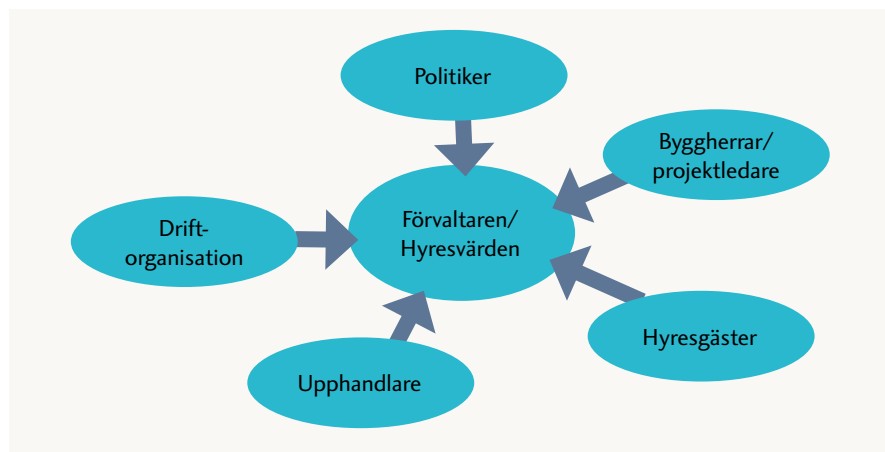 Politiker
Byggherrar/
projektledare
Drift-
organisation
Förvaltaren/
Hyresvärden
Hyresgäster
Upphandlare